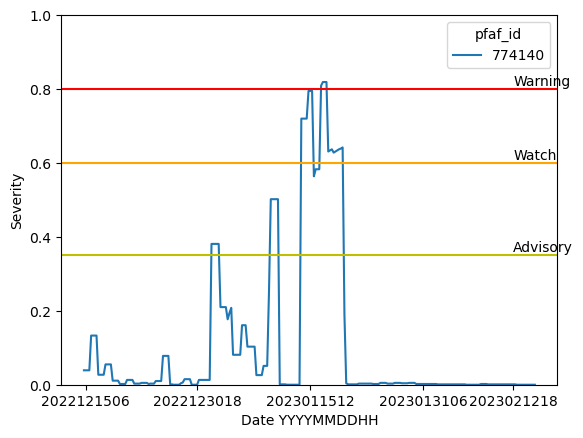 pfaf_id
774140
1.0
0.8
0.6
0.4
0.2
0.0
Severity
Warning
Watch
Advisory
2022121506
2022123018
2023011512
2023013106
2023021218
Date YYYYMMDDHH